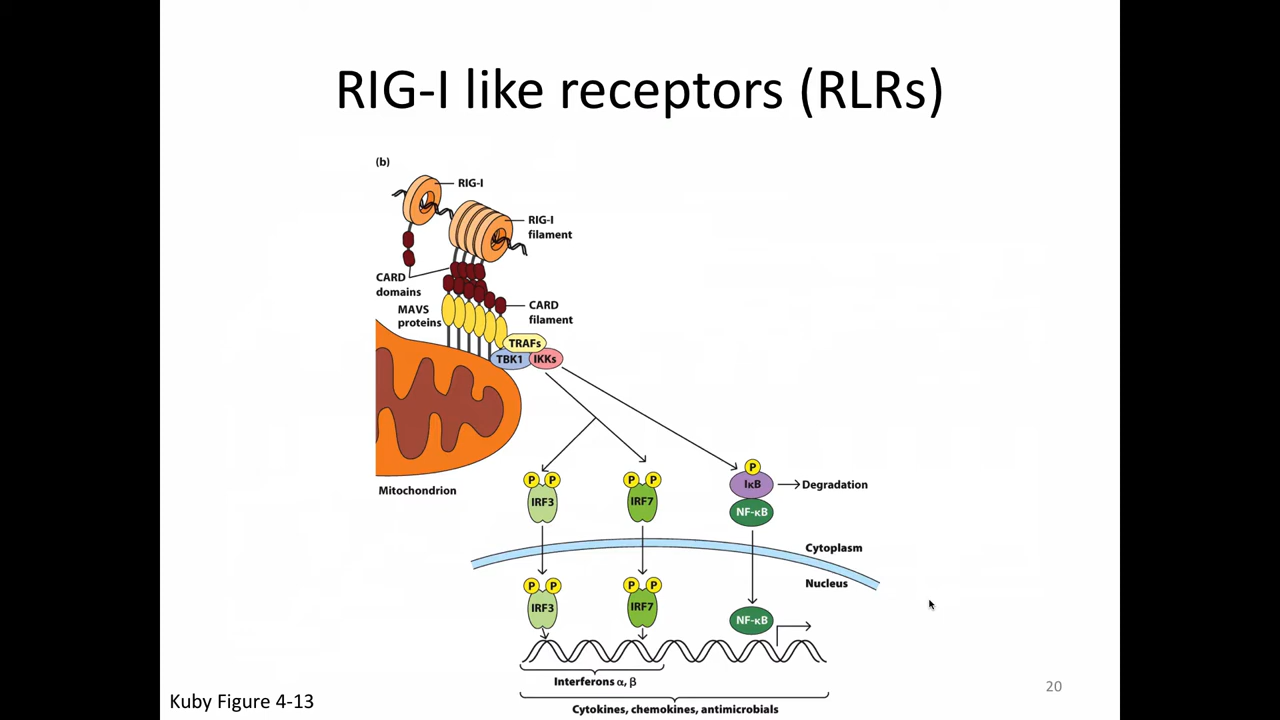 RIG-I like receptors (RLRs)
(b)
RIG-I
RIG-I
filament
CARD
domains
MAVS
proteins
CARD
filament
TRAFs
TBK1
IKKs
Mitochondrion
P P
IRF3
P P
IRF7
P
IκB
Degradation
NF-κB
Cytoplasm
Nucleus
P P
IRF3
P P
IRF7
NF-κB
Interferons α, β
Cytokines, chemokines, antimicrobials
Kuby Figure 4-13
20